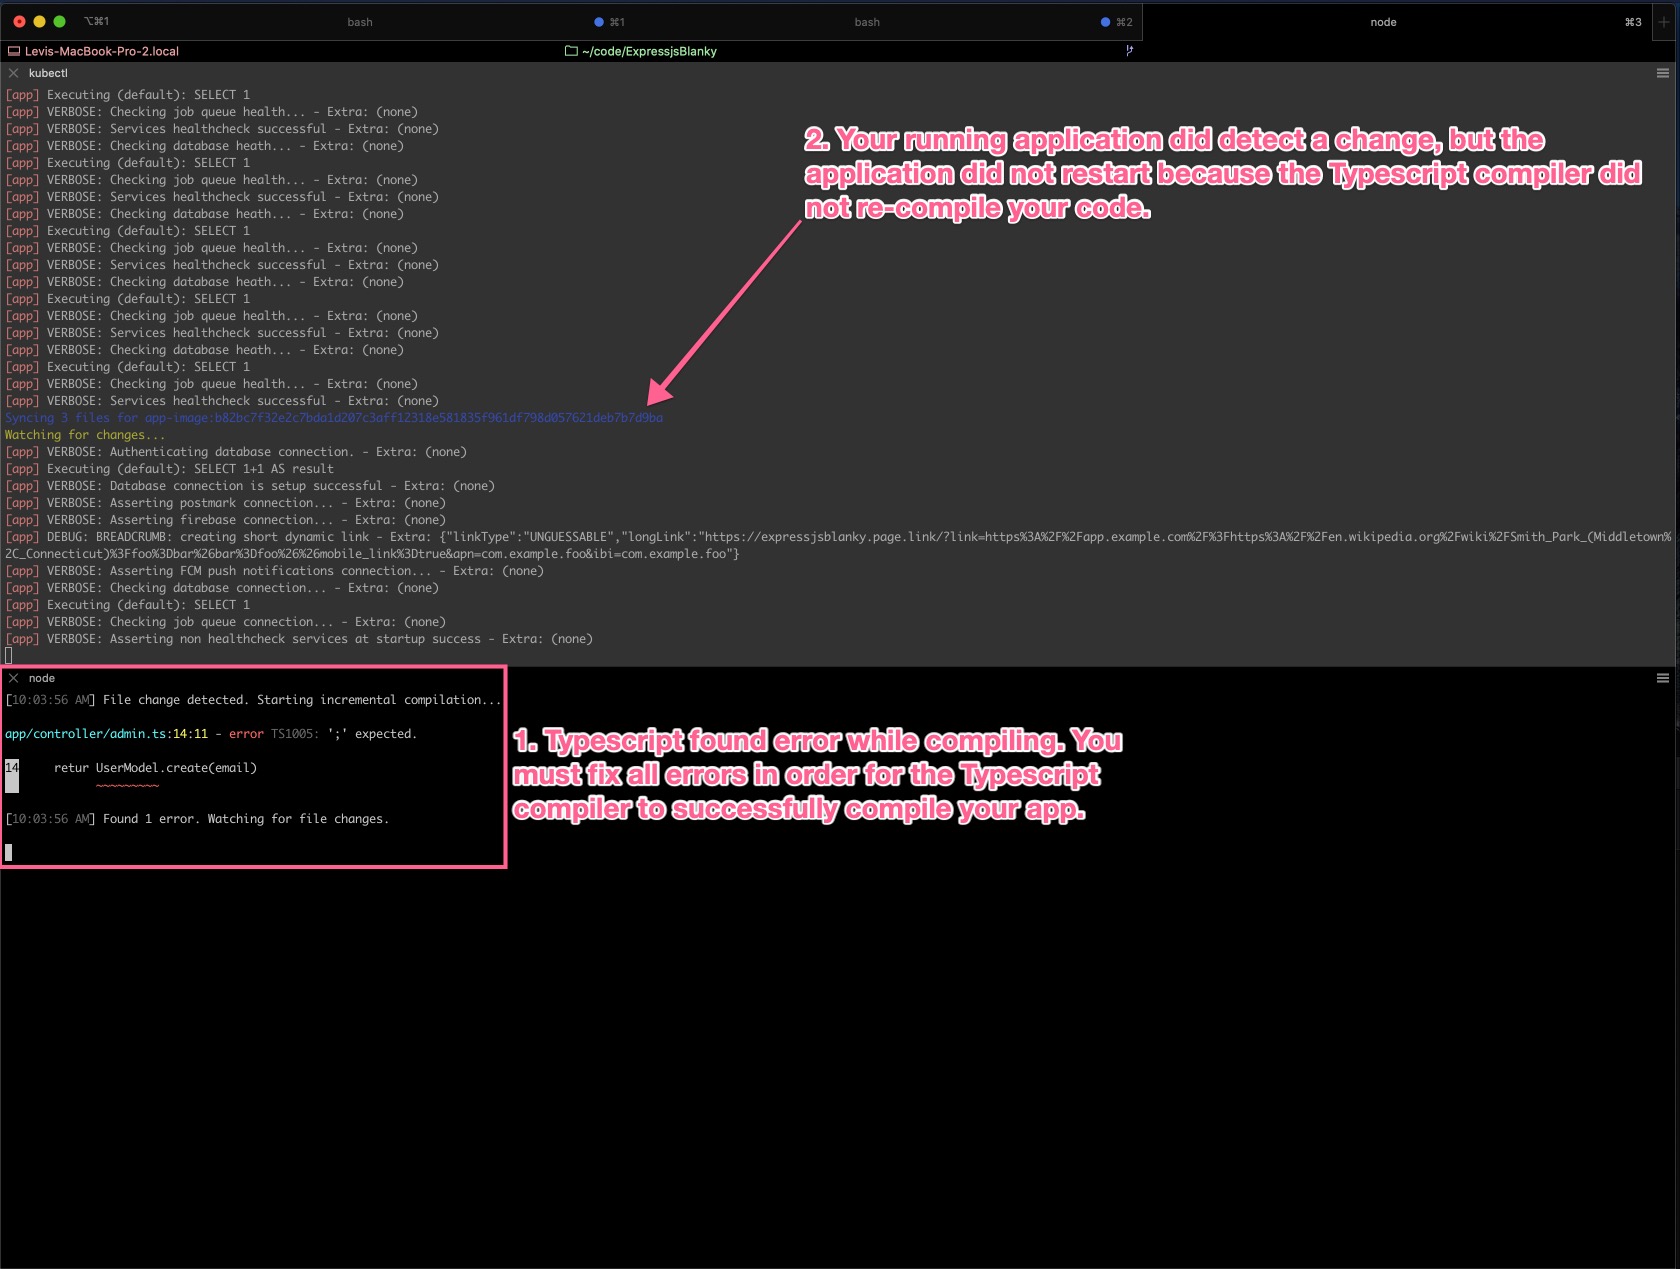 ⌥⌘1 bash ⌘1 bash ⌘2 node ⌘3
Levis-MacBook-Pro-2.local ~/code/ExpressjsBlanky
kubectl
[app] Executing (default): SELECT 1
[app] VERBOSE: Checking job queue health... - Extra: (none)
[app] VERBOSE: Services healthcheck successful - Extra: (none)
[app] VERBOSE: Checking database heath... - Extra: (none)
[app] Executing (default): SELECT 1
[app] VERBOSE: Checking job queue health... - Extra: (none)
[app] VERBOSE: Services healthcheck successful - Extra: (none)
[app] VERBOSE: Checking database heath... - Extra: (none)
[app] Executing (default): SELECT 1
[app] VERBOSE: Checking job queue health... - Extra: (none)
[app] VERBOSE: Services healthcheck successful - Extra: (none)
[app] VERBOSE: Checking database heath... - Extra: (none)
[app] Executing (default): SELECT 1
[app] VERBOSE: Checking job queue health... - Extra: (none)
[app] VERBOSE: Services healthcheck successful - Extra: (none)
[app] VERBOSE: Checking database heath... - Extra: (none)
[app] Executing (default): SELECT 1
[app] VERBOSE: Checking job queue health... - Extra: (none)
[app] VERBOSE: Services healthcheck successful - Extra: (none)
Syncing 3 files for app-image:b82bc7f32e2c7bda1d207c3aff12318e581835f961df798d057621deb7b7d9ba
Watching for changes...
[app] VERBOSE: Authenticating database connection. - Extra: (none)
[app] Executing (default): SELECT 1+1 AS result
[app] VERBOSE: Database connection is setup successful - Extra: (none)
[app] VERBOSE: Asserting postmark connection... - Extra: (none)
[app] VERBOSE: Asserting firebase connection... - Extra: (none)
[app] DEBUG: BREADCRUMB: creating short dynamic link - Extra: {"linkType":"UNGUESSABLE","longLink":"https://expressjsblanky.page.link/?link=https%3A%2F%2Fapp.example.com%2F%3Fhttps%3A%2F%2Fen.wikipedia.org%2Fwiki%2FSmith_Park_(Middletown%
2C_Connecticut)%3Ffoo%3Dbar%26bar%3Dfoo%26%26mobile_link%3Dtrue&apn=com.example.foo&ibi=com.example.foo"}
[app] VERBOSE: Asserting FCM push notifications connection... - Extra: (none)
[app] VERBOSE: Checking database connection... - Extra: (none)
[app] Executing (default): SELECT 1
[app] VERBOSE: Checking job queue connection... - Extra: (none)
[app] VERBOSE: Asserting non healthcheck services at startup success - Extra: (none)
2. Your running application did detect a change, but the
application did not restart because the Typescript compiler did
not re-compile your code.
node
[10:03:56 AM] File change detected. Starting incremental compilation...
app/controller/admin.ts:14:11 - error TS1005: ';' expected.
14 retur UserModel.create(email)
~~~~~~~~~
[10:03:56 AM] Found 1 error. Watching for file changes.
1. Typescript found error while compiling. You
must fix all errors in order for the Typescript
compiler to successfully compile your app.